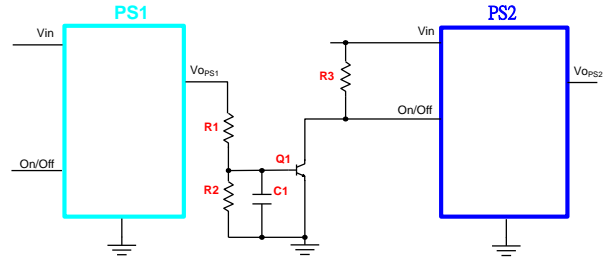 PS1
PS2
Vin
Vin
VoPS1
VoPS2
R3
R1
On/Off
Q1
On/Off
R2
C1